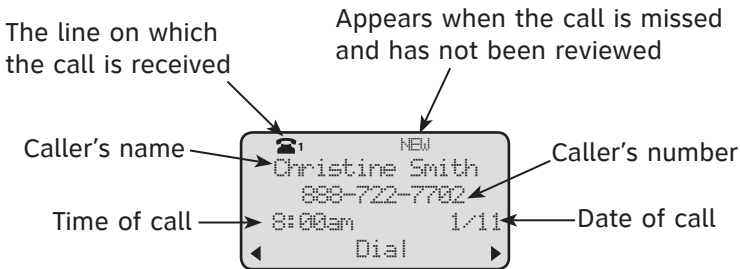 The line on which
the call is received
Appears when the call is missed
and has not been reviewed
Caller's name
1 NEW
Christine Smith
888-722-7702
Caller's number
Time of call
8:00am 1/11
Date of call
Dial